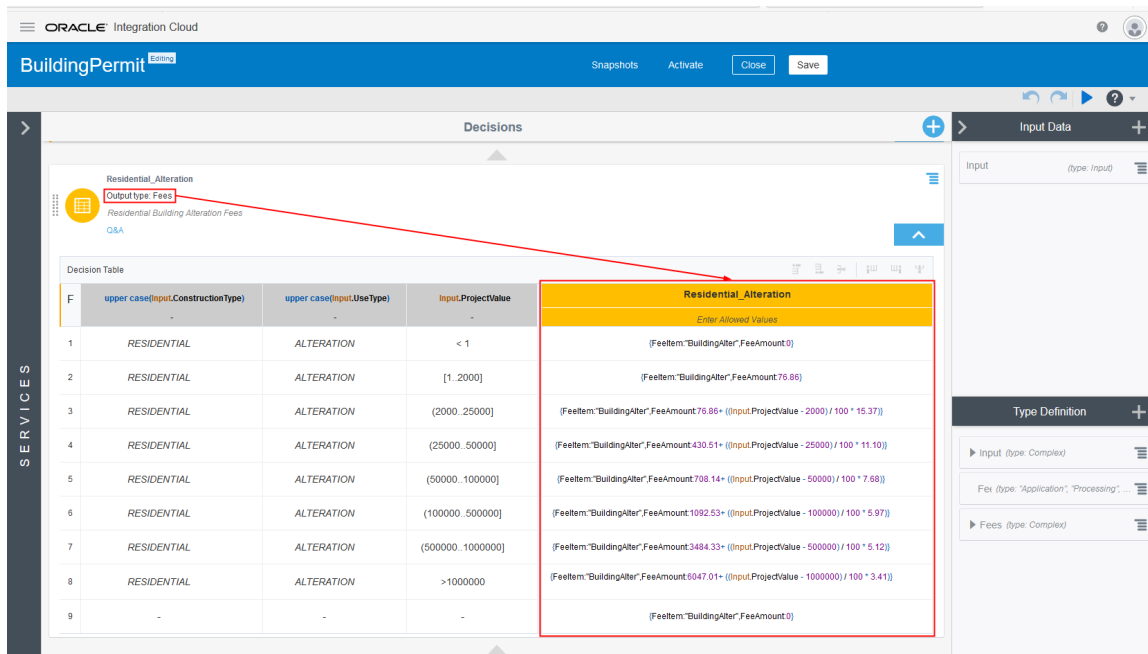 ORACLE Integration Cloud
?
BuildingPermit Editing
Snapshots Activate Close Save
?
Decisions
Input Data
Residential_Alteration
Output type: Fees
Residential Building Alteration Fees
Q&A
Input (type: Input)
Decision Table
F upper case(Input.ConstructionType) upper case(Input.UseType) Input.ProjectValue Residential_Alteration
- - - Enter Allowed Values
1 RESIDENTIAL ALTERATION < 1 {FeeItem:"BuildingAlter",FeeAmount:0}
2 RESIDENTIAL ALTERATION [1..2000] {FeeItem:"BuildingAlter",FeeAmount:76.86}
3 RESIDENTIAL ALTERATION (2000..25000] {FeeItem:"BuildingAlter",FeeAmount:76.86+ ((Input.ProjectValue - 2000) / 100 * 15.37)}
4 RESIDENTIAL ALTERATION (25000..50000] {FeeItem:"BuildingAlter",FeeAmount:430.51+ ((Input.ProjectValue - 25000) / 100 * 11.10)}
5 RESIDENTIAL ALTERATION (50000..100000] {FeeItem:"BuildingAlter",FeeAmount:708.14+ ((Input.ProjectValue - 50000) / 100 * 7.68)}
6 RESIDENTIAL ALTERATION (100000..500000] {FeeItem:"BuildingAlter",FeeAmount:1092.53+ ((Input.ProjectValue - 100000) / 100 * 5.97)}
7 RESIDENTIAL ALTERATION (500000..1000000] {FeeItem:"BuildingAlter",FeeAmount:3484.33+ ((Input.ProjectValue - 500000) / 100 * 5.12)}
8 RESIDENTIAL ALTERATION >1000000 {FeeItem:"BuildingAlter",FeeAmount:6047.01+ ((Input.ProjectValue - 1000000) / 100 * 3.41)}
9 - - - {FeeItem:"BuildingAlter",FeeAmount:0}
SERVICES
Type Definition
Input (type: Complex)
Fee (type: "Application", "Processing", ...
Fees (type: Complex)